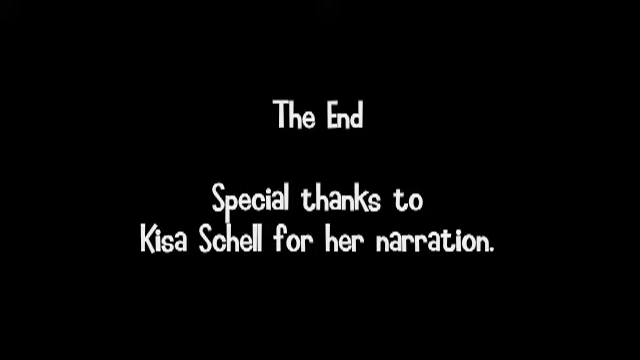 The End
Special thanks to
Kisa Schell for her narration.